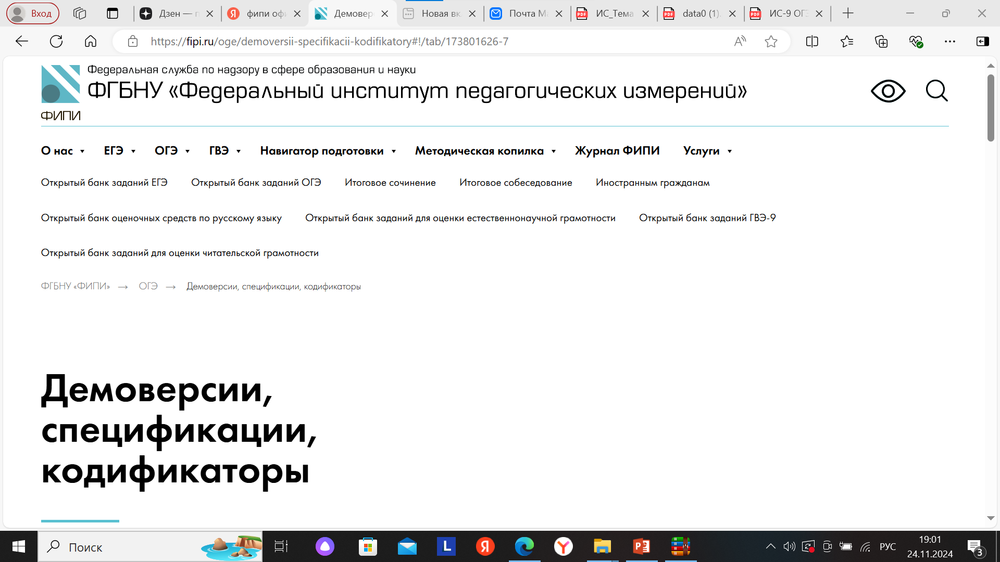 Вход
Дзен — п
фипи офи
Демовер
Новая вк
Почта Ma
ИС_Тема
data0 (1).
ИС-9 ОГЭ
https://fipi.ru/oge/demoversii-specifikacii-kodifikatory#!/tab/173801626-7
Федеральная служба по надзору в сфере образования и науки
ФГБНУ «Федеральный институт педагогических измерений»
ФИПИ
О нас ЕГЭ ОГЭ ГВЭ Навигатор подготовки Методическая копилка Журнал ФИПИ Услуги
Открытый банк заданий ЕГЭ Открытый банк заданий ОГЭ Итоговое сочинение Итоговое собеседование Иностранным гражданам
Открытый банк оценочных средств по русскому языку Открытый банк заданий для оценки естественнонаучной грамотности Открытый банк заданий ГВЭ-9
Открытый банк заданий для оценки читательской грамотности
ФГБНУ «ФИПИ» → ОГЭ → Демоверсии, спецификации, кодификаторы
Демоверсии,
спецификации,
кодификаторы
Поиск
РУС
19:01
24.11.2024
3